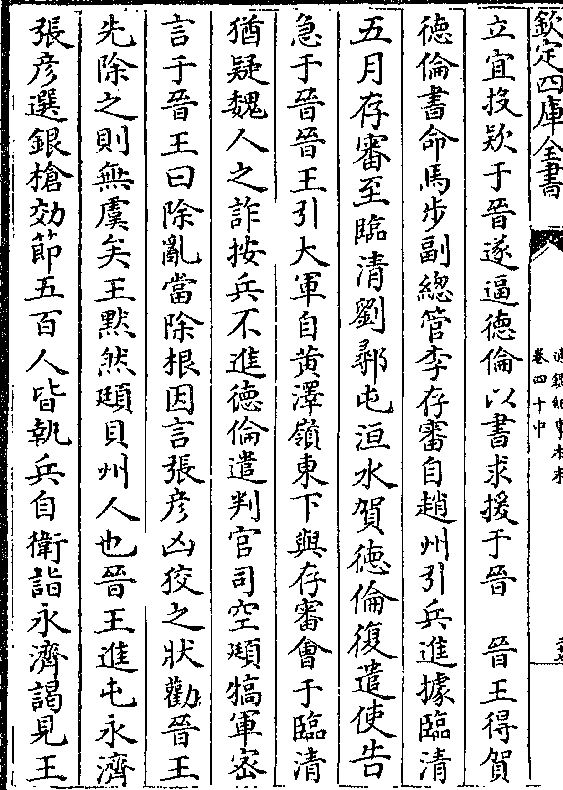 欽定四庫全書
通鑑紀事本末
卷四十中
立宜投欵于晉遂逼德倫以書求援于晉　晉王得賀
德倫書命馬步副總管李存審自趙州引兵進據臨清
五月存審至臨清劉鄩屯洹水賀德倫復遣使告
急于晉晉王引大軍自黄澤嶺東下與存審會于臨清
猶疑魏人之詐按兵不進德倫遣判官司空頲犒軍密
言于晉王曰除亂當除根因言張彦凶狡之狀勸晉王
先除之則無虞矣王默然頲貝州人也晉王進屯永濟
張彦選銀槍効節五百人皆執兵自衛詣永濟謁見王